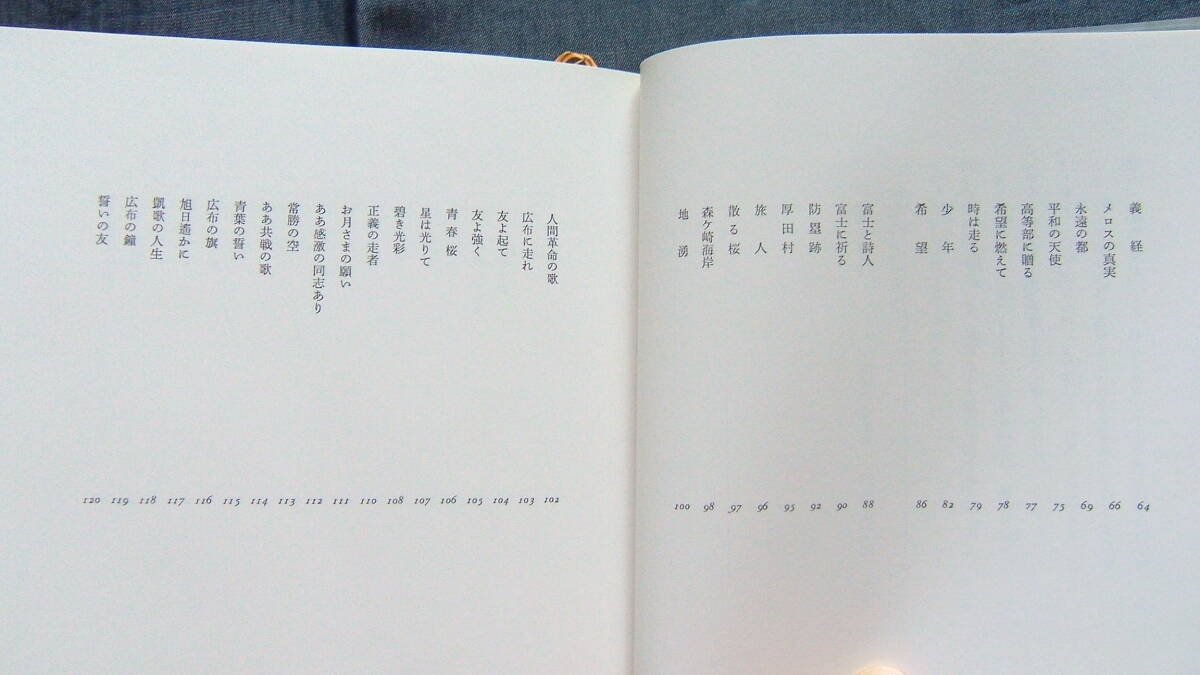 義経 64
メロスの真実 66
永遠の都 69
平和の天使 75
高等部に贈る 77
希望に燃えて 78
時は走る 79
少年 82
希望 86
富士と詩人 88
富士に祈る 90
防塁跡 92
厚田村 95
旅人 96
散る桜 97
森ケ崎海岸 98
地湧 100
人間革命の歌 102
広布に走れ 103
友よ起て 104
友よ強く 105
青春桜 106
星は光りて 107
碧き光彩 108
正義の走者 110
お月さまの願い 111
ああ感激の同志あり 112
常勝の空 113
ああ共戦の歌 114
青葉の誓い 115
広布の旗 116
旭日遥かに 117
凱歌の人生 118
広布の鐘 119
誓いの友 120